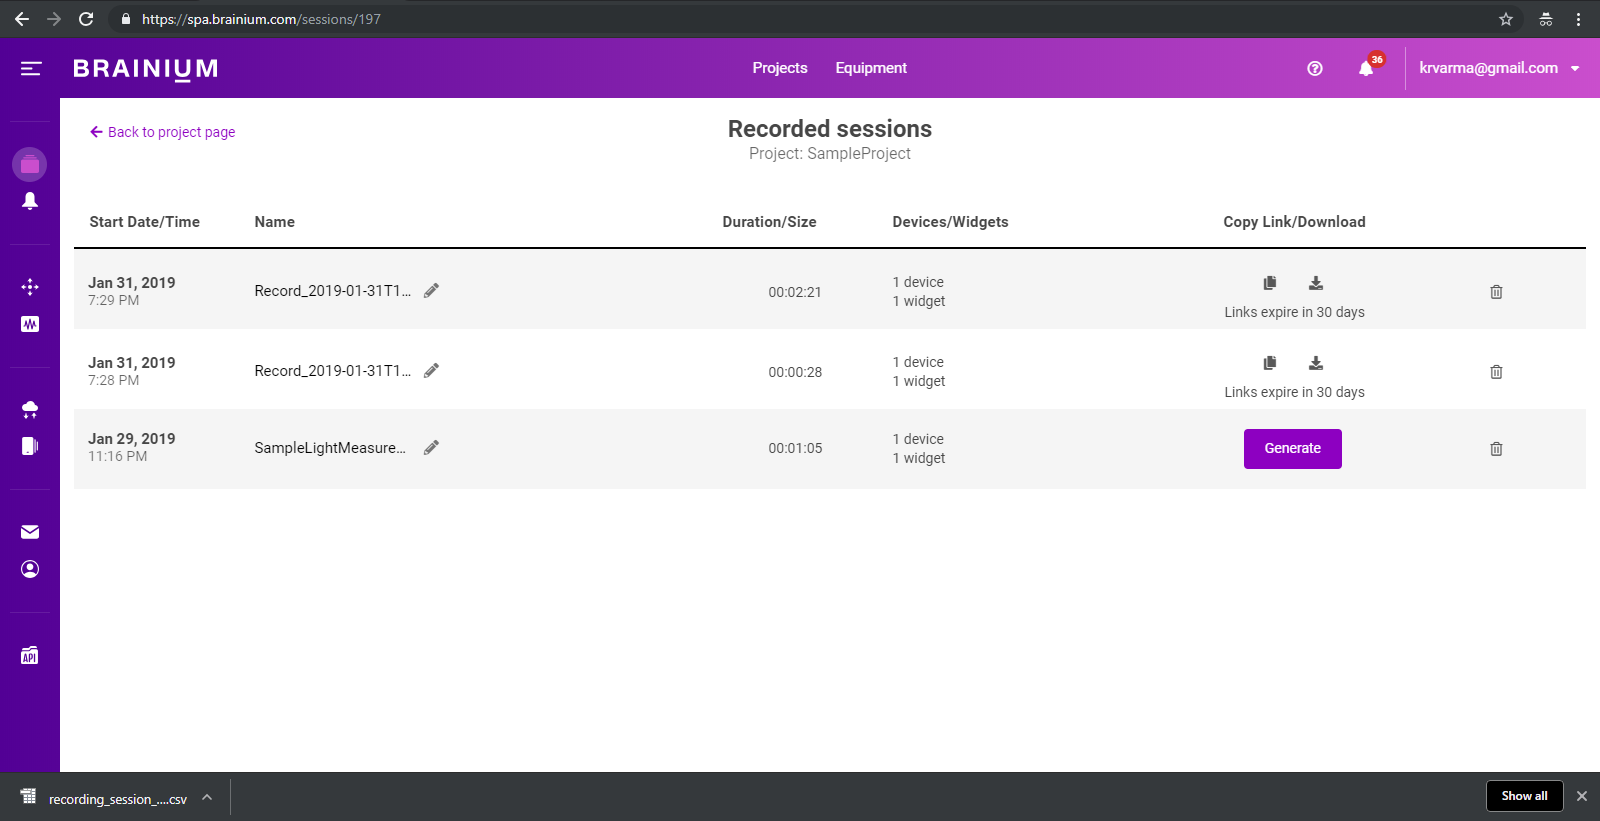 https://spa.brainium.com/sessions/197
BRAINIUM
Projects
Equipment
36
krvarma@gmail.com
Back to project page
Recorded sessions
Project: SampleProject
Start Date/Time
Name
Duration/Size
Devices/Widgets
Copy Link/Download
Jan 31, 2019
7:29 PM
Record_2019-01-31T1...
00:02:21
1 device
1 widget
Links expire in 30 days
Jan 31, 2019
7:28 PM
Record_2019-01-31T1...
00:00:28
1 device
1 widget
Links expire in 30 days
Jan 29, 2019
11:16 PM
SampleLightMeasure...
00:01:05
1 device
1 widget
Generate
API
recording_session_....csv
Show all